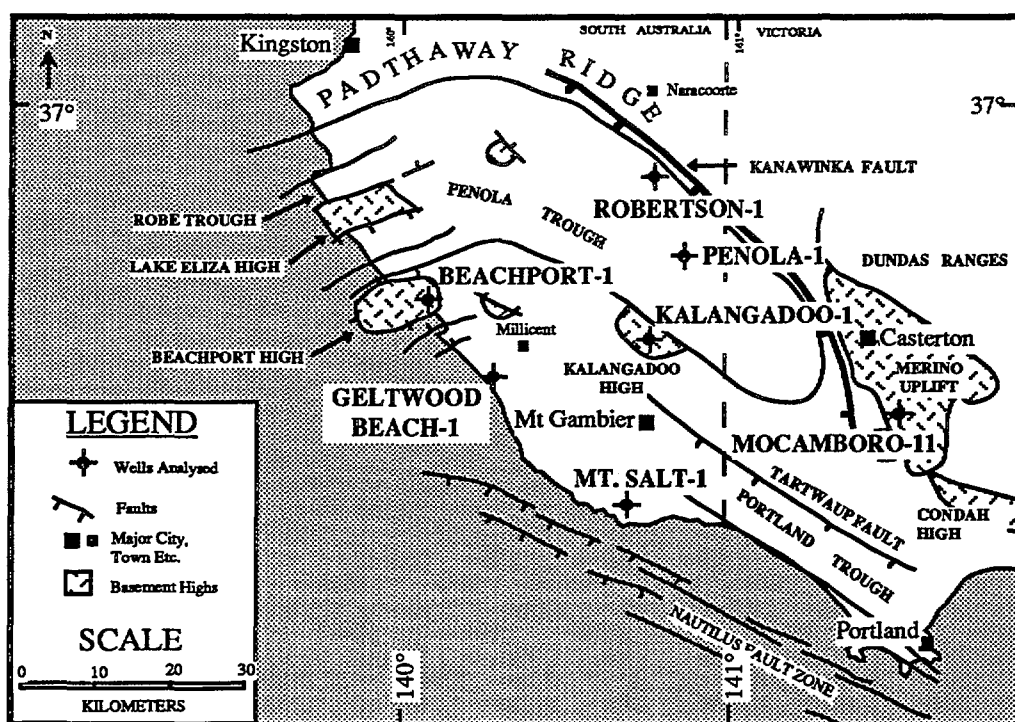 N
Kingston
140°
SOUTH AUSTRALIA
141°
VICTORIA
PADTHAWAY RIDGE
Naracoorte
37°
37°
KANAWINKA FAULT
PENOLA TROUGH
ROBERTSON-1
ROBE TROUGH
LAKE ELIZA HIGH
PENOLA-1
DUNDAS RANGES
BEACHPORT-1
KALANGADOO-1
Millicent
Casterton
BEACHPORT HIGH
KALANGADOO
HIGH
MERINO
UPLIFT
GELTWOOD
BEACH-1
Mt Gambier
MOCAMBORO-11
MT. SALT-1
TARTWAUP FAULT
PORTLAND TROUGH
CONDAH
HIGH
NAUTILUS FAULT ZONE
Portland
140°
141°
LEGEND
Wells Analysed
Faults
Major City,
Town Etc.
Basement Highs
SCALE
0 10 20 30
KILOMETERS